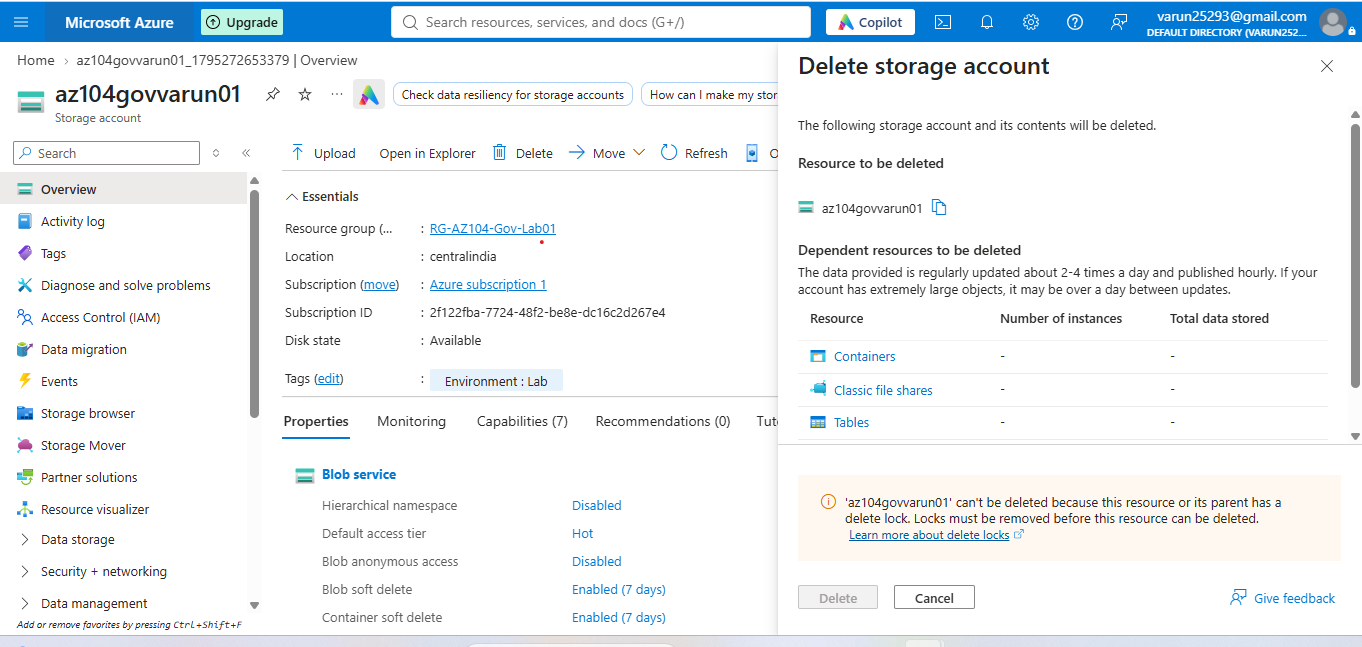 Microsoft Azure
Upgrade
Search resources, services, and docs (G+/)
Copilot
varun25293@gmail.com
DEFAULT DIRECTORY (VARUN252...
Home > az104govvarun01_1795272653379 | Overview
az104govvarun01
Storage account
Check data resiliency for storage accounts
How can I make my stor
Search
Upload
Open in Explorer
Delete
Move
Refresh
O
Overview
Activity log
Tags
Diagnose and solve problems
Access Control (IAM)
Data migration
Events
Storage browser
Storage Mover
Partner solutions
Resource visualizer
Data storage
Security + networking
Data management
Add or remove favorites by pressing Ctrl+Shift+F
Essentials
Resource group (... : RG-AZ104-Gov-Lab01
Location : centralindia
Subscription (move) : Azure subscription 1
Subscription ID : 2f122fba-7724-48f2-be8e-dc16c2d267e4
Disk state : Available
Tags (edit) : Environment : Lab
Properties Monitoring Capabilities (7) Recommendations (0) Tut
Blob service
Hierarchical namespace Disabled
Default access tier Hot
Blob anonymous access Disabled
Blob soft delete Enabled (7 days)
Container soft delete Enabled (7 days)
Delete storage account
The following storage account and its contents will be deleted.
Resource to be deleted
az104govvarun01
Dependent resources to be deleted
The data provided is regularly updated about 2-4 times a day and published hourly. If your
account has extremely large objects, it may be over a day between updates.
Resource Number of instances Total data stored
Containers - -
Classic file shares - -
Tables - -
'az104govvarun01' can't be deleted because this resource or its parent has a
delete lock. Locks must be removed before this resource can be deleted.
Learn more about delete locks
Delete
Cancel
Give feedback